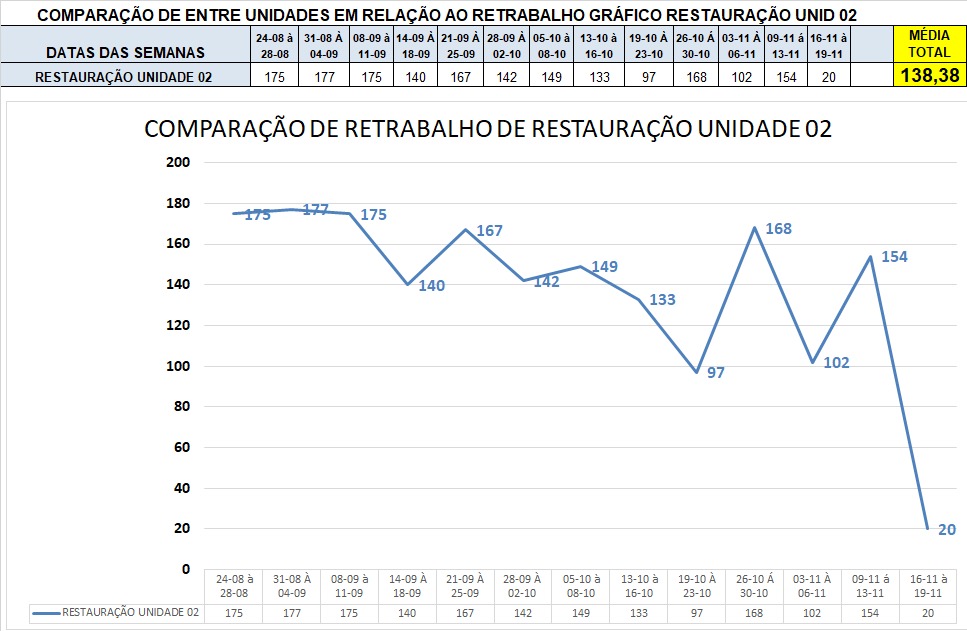 COMPARAÇÃO DE ENTRE UNIDADES EM RELAÇÃO AO RETRABALHO GRÁFICO RESTAURAÇÃO UNID 02
DATAS DAS SEMANAS 24-08 à 28-08 31-08 À 04-09 08-09 à 11-09 14-09 À 18-09 21-09 À 25-09 28-09 À 02-10 05-10 à 08-10 13-10 à 16-10 19-10 À 23-10 26-10 Á 30-10 03-11 À 06-11 09-11 á 13-11 16-11 à 19-11 MÉDIA TOTAL
RESTAURAÇÃO UNIDADE 02 175 177 175 140 167 142 149 133 97 168 102 154 20 138,38
COMPARAÇÃO DE RETRABALHO DE RESTAURAÇÃO UNIDADE 02
200
180
160
140
120
100
80
60
40
20
0
175 177 175 140 167 142 149 133 97 168 102 154 20
24-08 à 28-08 31-08 À 04-09 08-09 à 11-09 14-09 À 18-09 21-09 À 25-09 28-09 À 02-10 05-10 à 08-10 13-10 à 16-10 19-10 À 23-10 26-10 Á 30-10 03-11 À 06-11 09-11 á 13-11 16-11 à 19-11
RESTAURAÇÃO UNIDADE 02 175 177 175 140 167 142 149 133 97 168 102 154 20